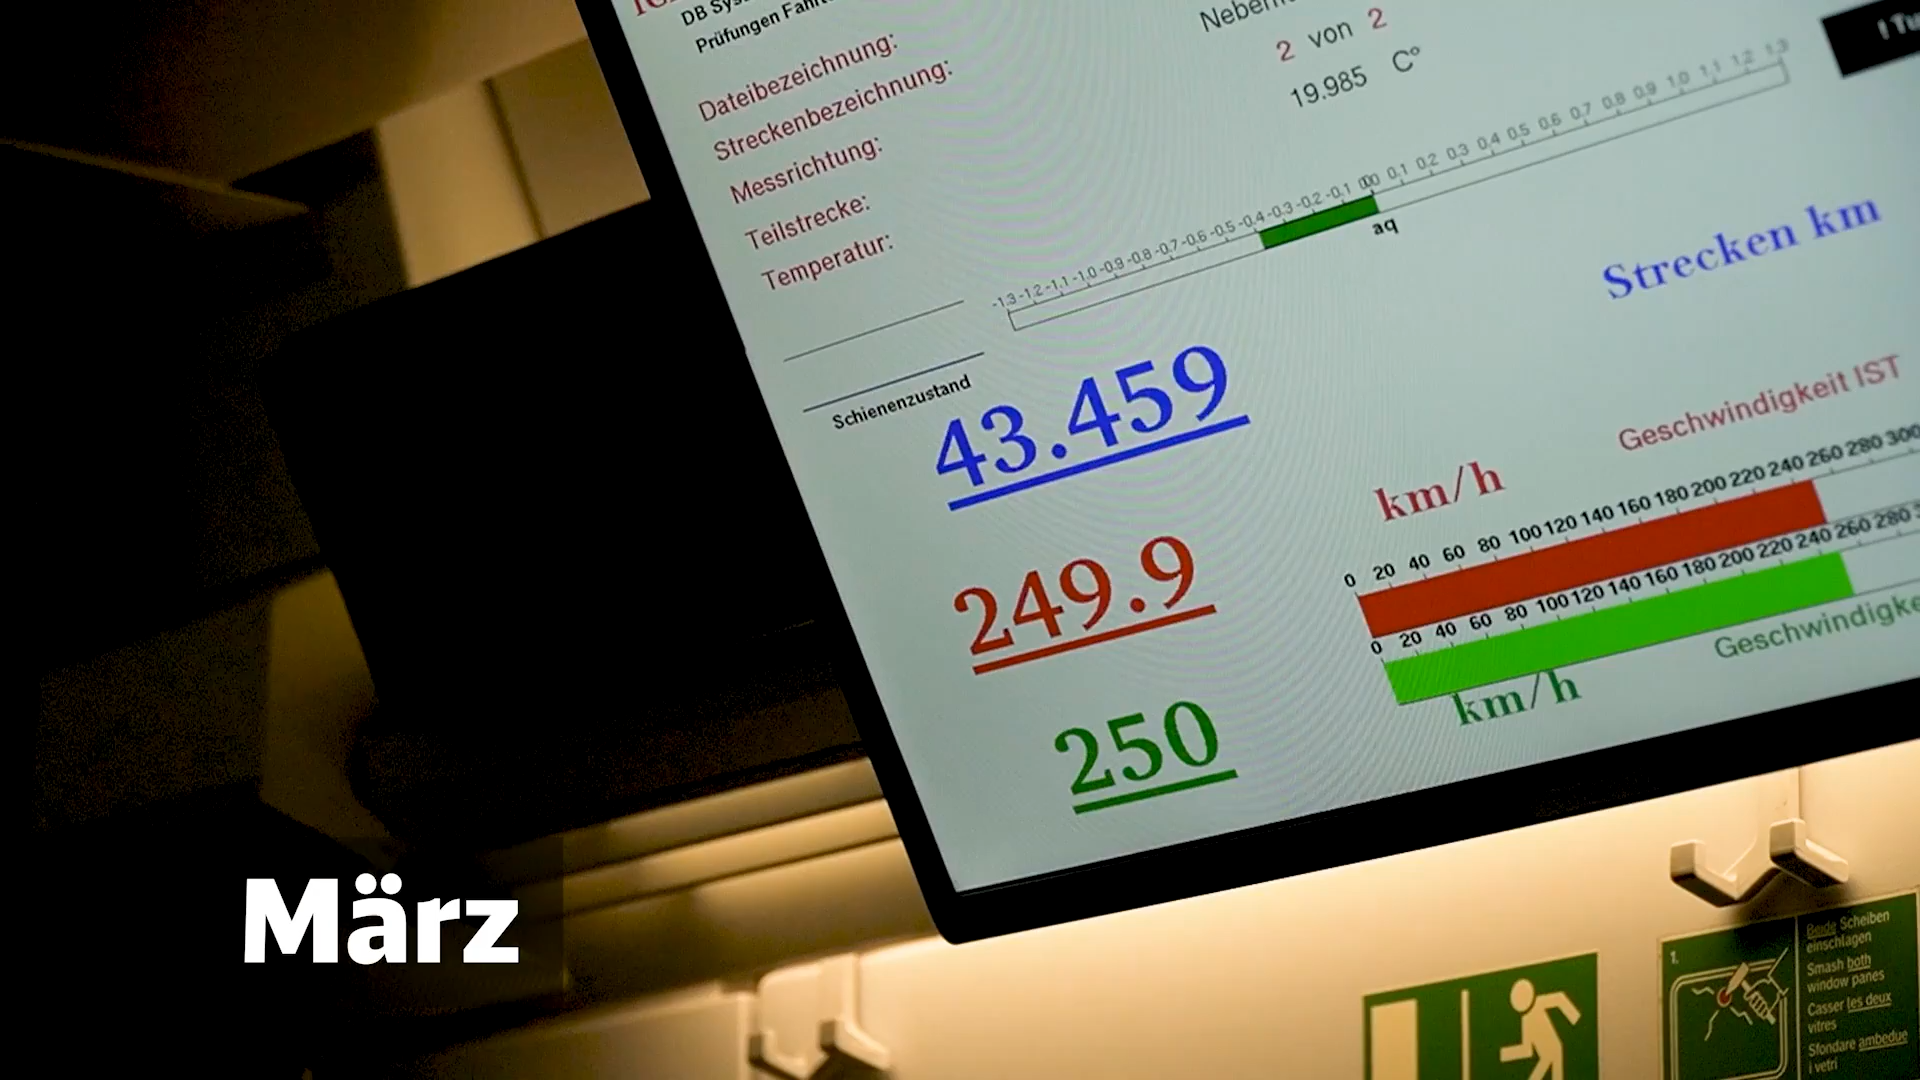 DB Sys
Prüfungen Fahrt
Dateibezeichnung:
Streckenbezeichnung:
Messrichtung:
Teilstrecke:
Temperatur:
2 von 2
19.985 C°
-1.3 -1.2 -1.1 -1.0 -0.9 -0.8 -0.7 -0.6 -0.5 -0.4 -0.3 -0.2 -0.1 0.0 0.1 0.2 0.3 0.4 0.5 0.6 0.7 0.8 0.9 1.0 1.1 1.2 1.3
aq
Schienenzustand
43.459
Strecken km
249.9
km/h
Geschwindigkeit IST
0 20 40 60 80 100 120 140 160 180 200 220 240 260 280 300
0 20 40 60 80 100 120 140 160 180 200 220 240 260 280
250
km/h
Geschwindigke
März
1.
Beide Scheiben
einschlagen
Smash both
window panes
Casser les deux
vitres
Sfondare ambedue
i vetri